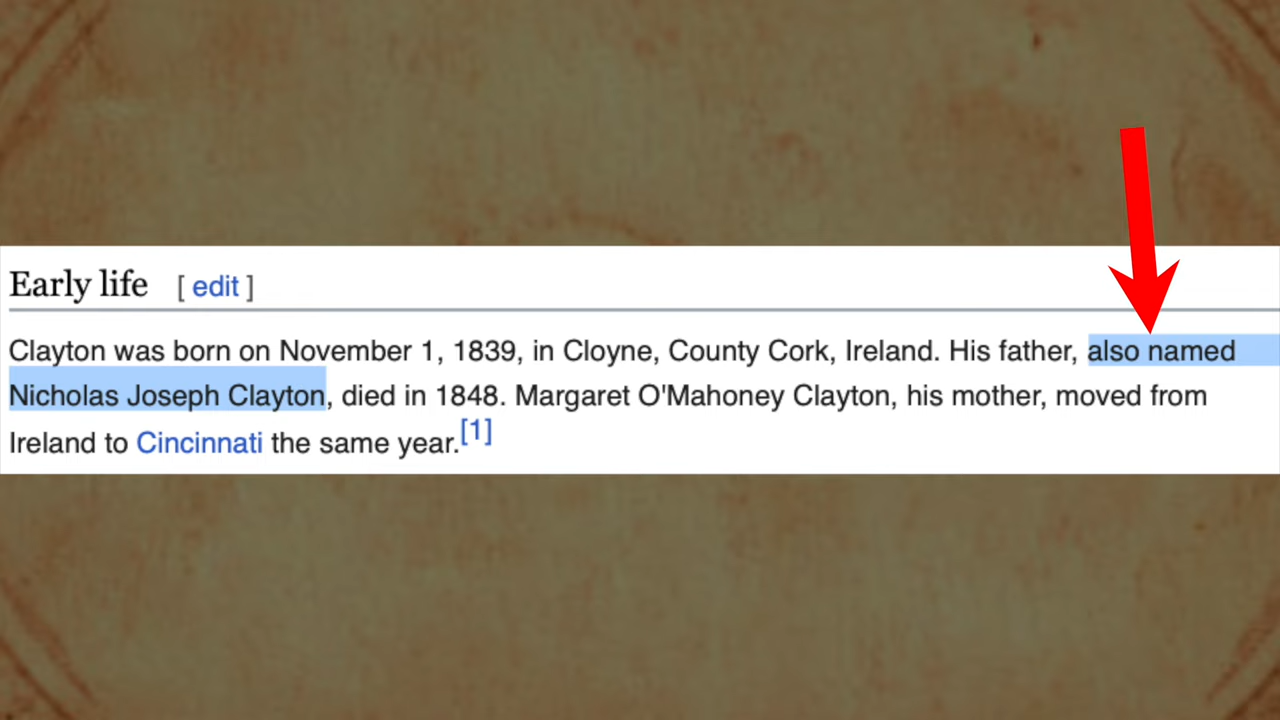 Early life [ edit ]
Clayton was born on November 1, 1839, in Cloyne, County Cork, Ireland. His father, also named
Nicholas Joseph Clayton, died in 1848. Margaret O'Mahoney Clayton, his mother, moved from
Ireland to Cincinnati the same year.[1]